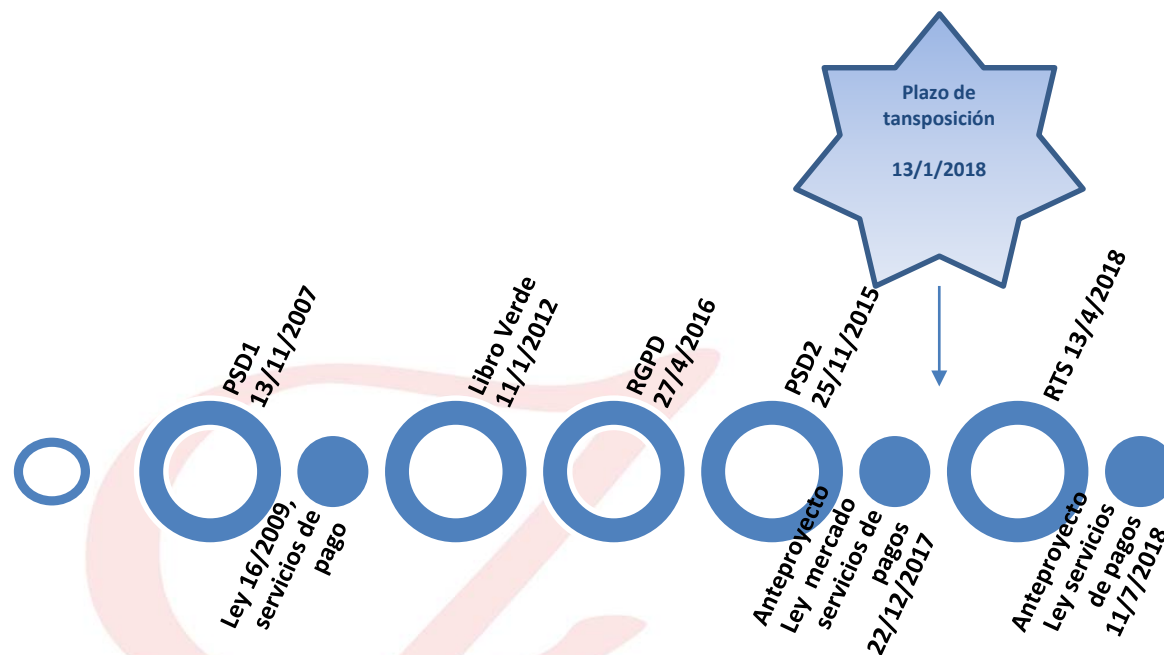 Plazo de
tansposición
13/1/2018
PSD1
13/11/2007
Ley 16/2009,
servicios de
pago
Libro Verde
11/1/2012
RGPD
27/4/2016
PSD2
25/11/2015
Anteproyecto
Ley mercado
servicios de
pagos
22/12/2017
RTS 13/4/2018
Anteproyecto
Ley servicios
de pagos
11/7/2018